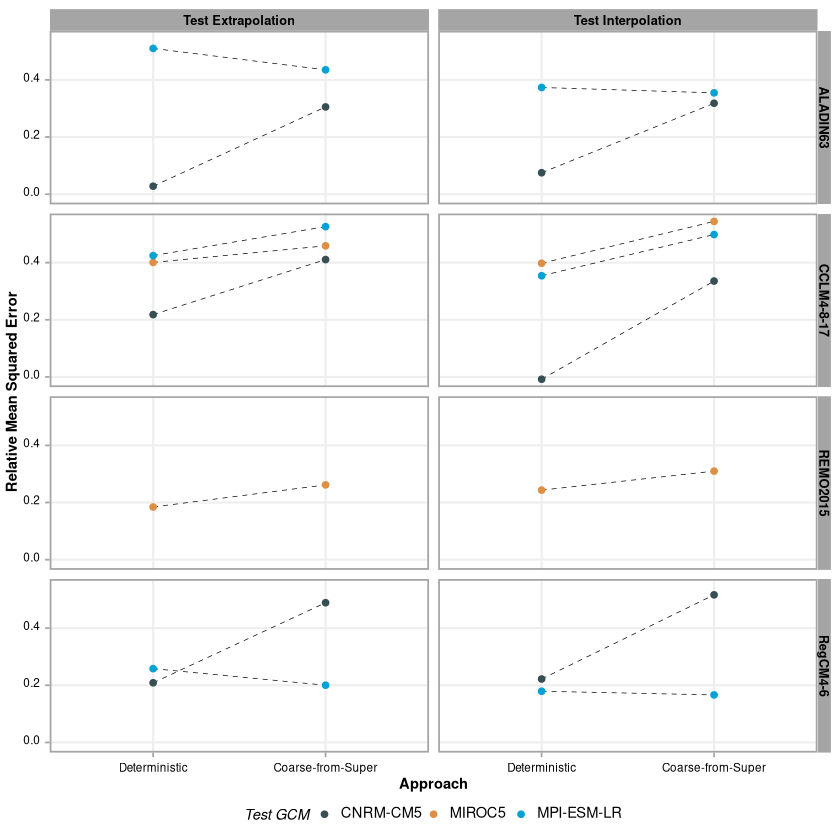 Test Extrapolation
Test Interpolation
Relative Mean Squared Error
0.4
0.2
0.0
ALADIN63
0.4
0.2
0.0
CCLM4-8-17
0.4
0.2
0.0
REMO2015
0.4
0.2
0.0
RegCM4-6
Deterministic
Coarse-from-Super
Deterministic
Coarse-from-Super
Approach
Test GCM CNRM-CM5 MIROC5 MPI-ESM-LR